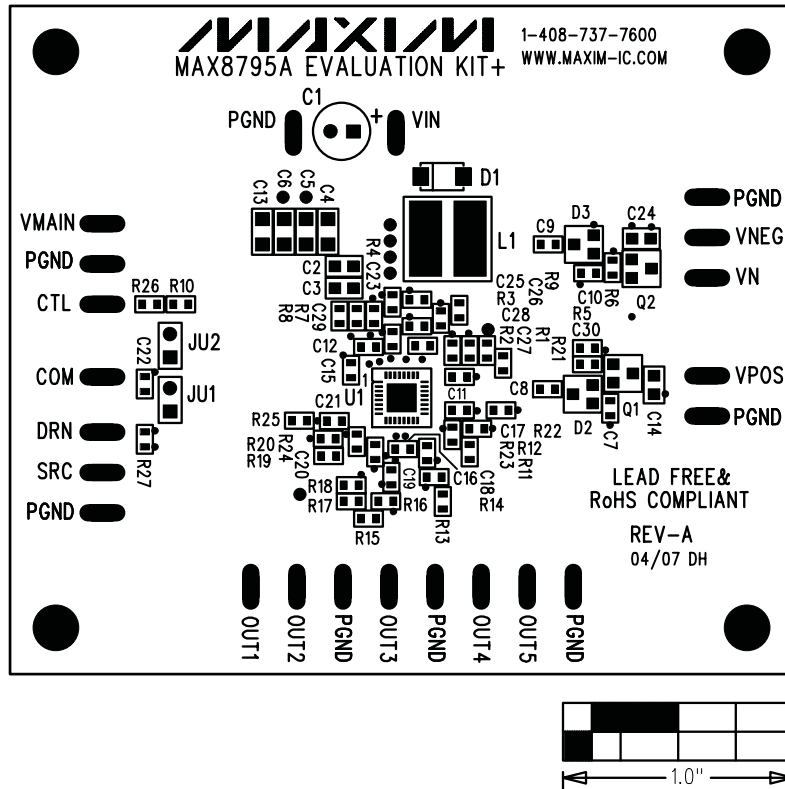 MAXIM
1-408-737-7600
WWW.MAXIM-IC.COM
MAX8795A EVALUATION KIT+
C1
PGND
+
VIN
D1
C13
C6
C5
C4
L1
VMAIN
PGND
CTL
R26
R10
C2
C3
R4
C23
R8
R7
C29
C12
C15
U1
1
C9
D3
C24
PGND
VNEG
VN
C10
R6
Q2
C25
R3
C26
R9
C28
R2
C27
R1
R5
C30
R21
JU2
JU1
C22
COM
DRN
SRC
PGND
R27
C8
D2
C7
Q1
C14
VPOS
PGND
R25
C21
C11
R24
R20
R19
C20
C17
R22
R12
R23
R11
C19
C16
C18
R14
R18
R17
R16
R15
R13
LEAD FREE&
RoHS COMPLIANT
REV-A
04/07 DH
OUT1
OUT2
PGND
OUT3
PGND
OUT4
OUT5
PGND
1.0"